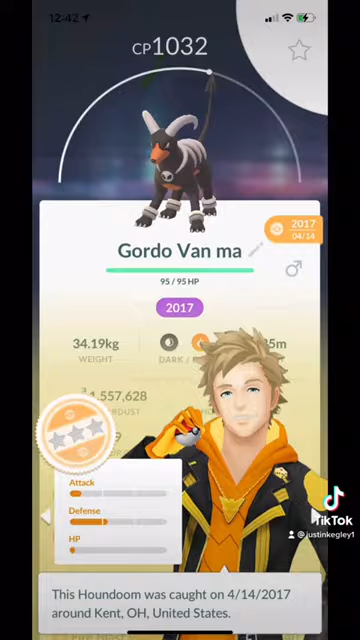 12:42
CP1032
2017
04/14
Gordo Van ma
95 / 95 HP
2017
34.19kg
WEIGHT
DARK /
1,557,628
Attack
Defense
HP
TikTok
@justinkegley1
This Houndoom was caught on 4/14/2017
around Kent, OH, United States.